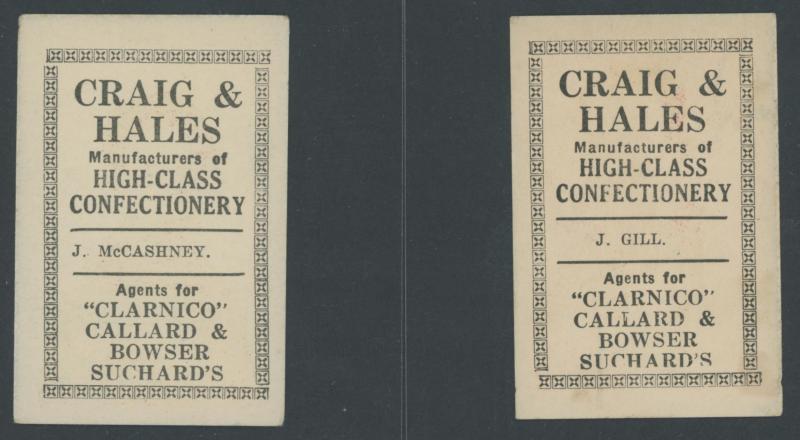 CRAIG &
HALES
Manufacturers of
HIGH-CLASS
CONFECTIONERY
J. McCASHNEY.
Agents for
"CLARNICO"
CALLARD &
BOWSER
SUCHARD'S
CRAIG &
HALES
Manufacturers of
HIGH-CLASS
CONFECTIONERY
J. GILL.
Agents for
"CLARNICO"
CALLARD &
BOWSER
SUCHARD'S